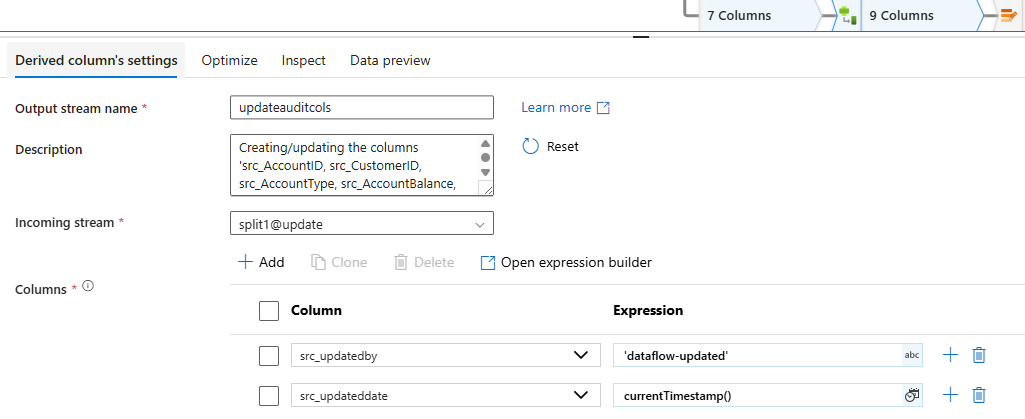 7 Columns
9 Columns
Derived column's settings
Optimize
Inspect
Data preview
Output stream name *
updateauditcols
Learn more
Description
Creating/updating the columns
'src_AccountID, src_CustomerID,
src_AccountType, src_AccountBalance,
Reset
Incoming stream *
split1@update
Add
Clone
Delete
Open expression builder
Columns *
Column
Expression
src_updatedby
'dataflow-updated'
abc
src_updateddate
currentTimestamp()